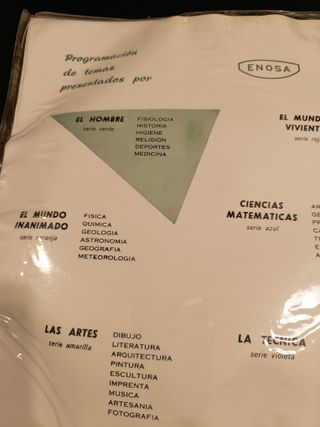 Programación
de temas
presentados por
ENOSA
EL HOMBRE
serie verde
FISIOLOGIA
HISTORIA
HIGIENE
RELIGION
DEPORTES
MEDICINA
EL MUND
VIVIENT
serie roj
EL MUNDO
INANIMADO
serie naranja
FISICA
QUIMICA
GEOLOGIA
ASTRONOMIA
GEOGRAFIA
METEOROLOGIA
CIENCIAS
MATEMATICAS
serie azul
LAS ARTES
serie amarilla
DIBUJO
LITERATURA
ARQUITECTURA
PINTURA
ESCULTURA
IMPRENTA
MUSICA
ARTESANIA
FOTOGRAFIA
LA TECNICA
serie violeta